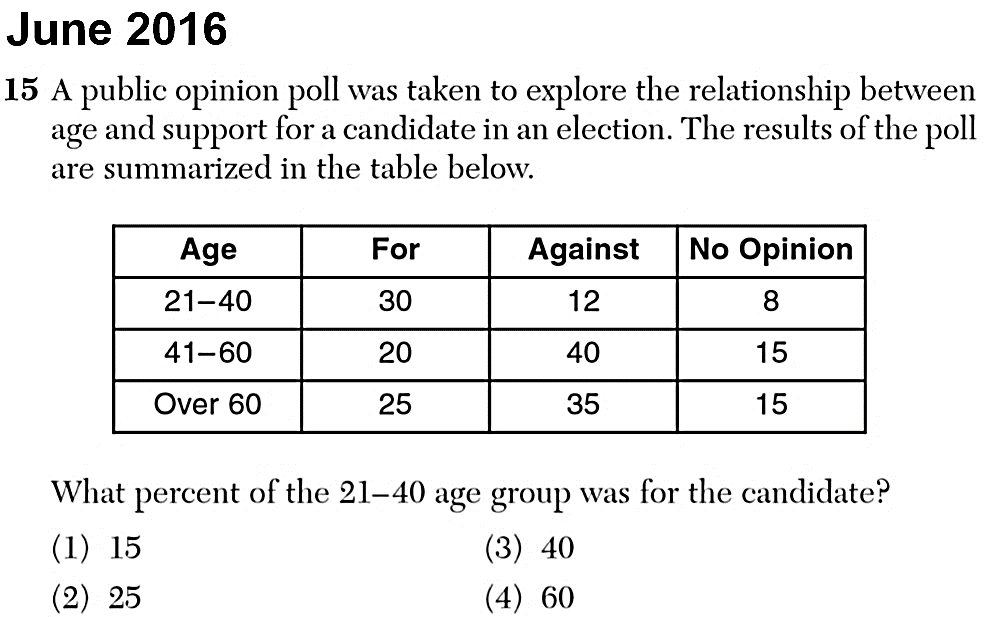 June 2016
15 A public opinion poll was taken to explore the relationship between
age and support for a candidate in an election. The results of the poll
are summarized in the table below.
Age For Against No Opinion
21–40 30 12 8
41–60 20 40 15
Over 60 25 35 15
What percent of the 21–40 age group was for the candidate?
(1) 15 (3) 40
(2) 25 (4) 60